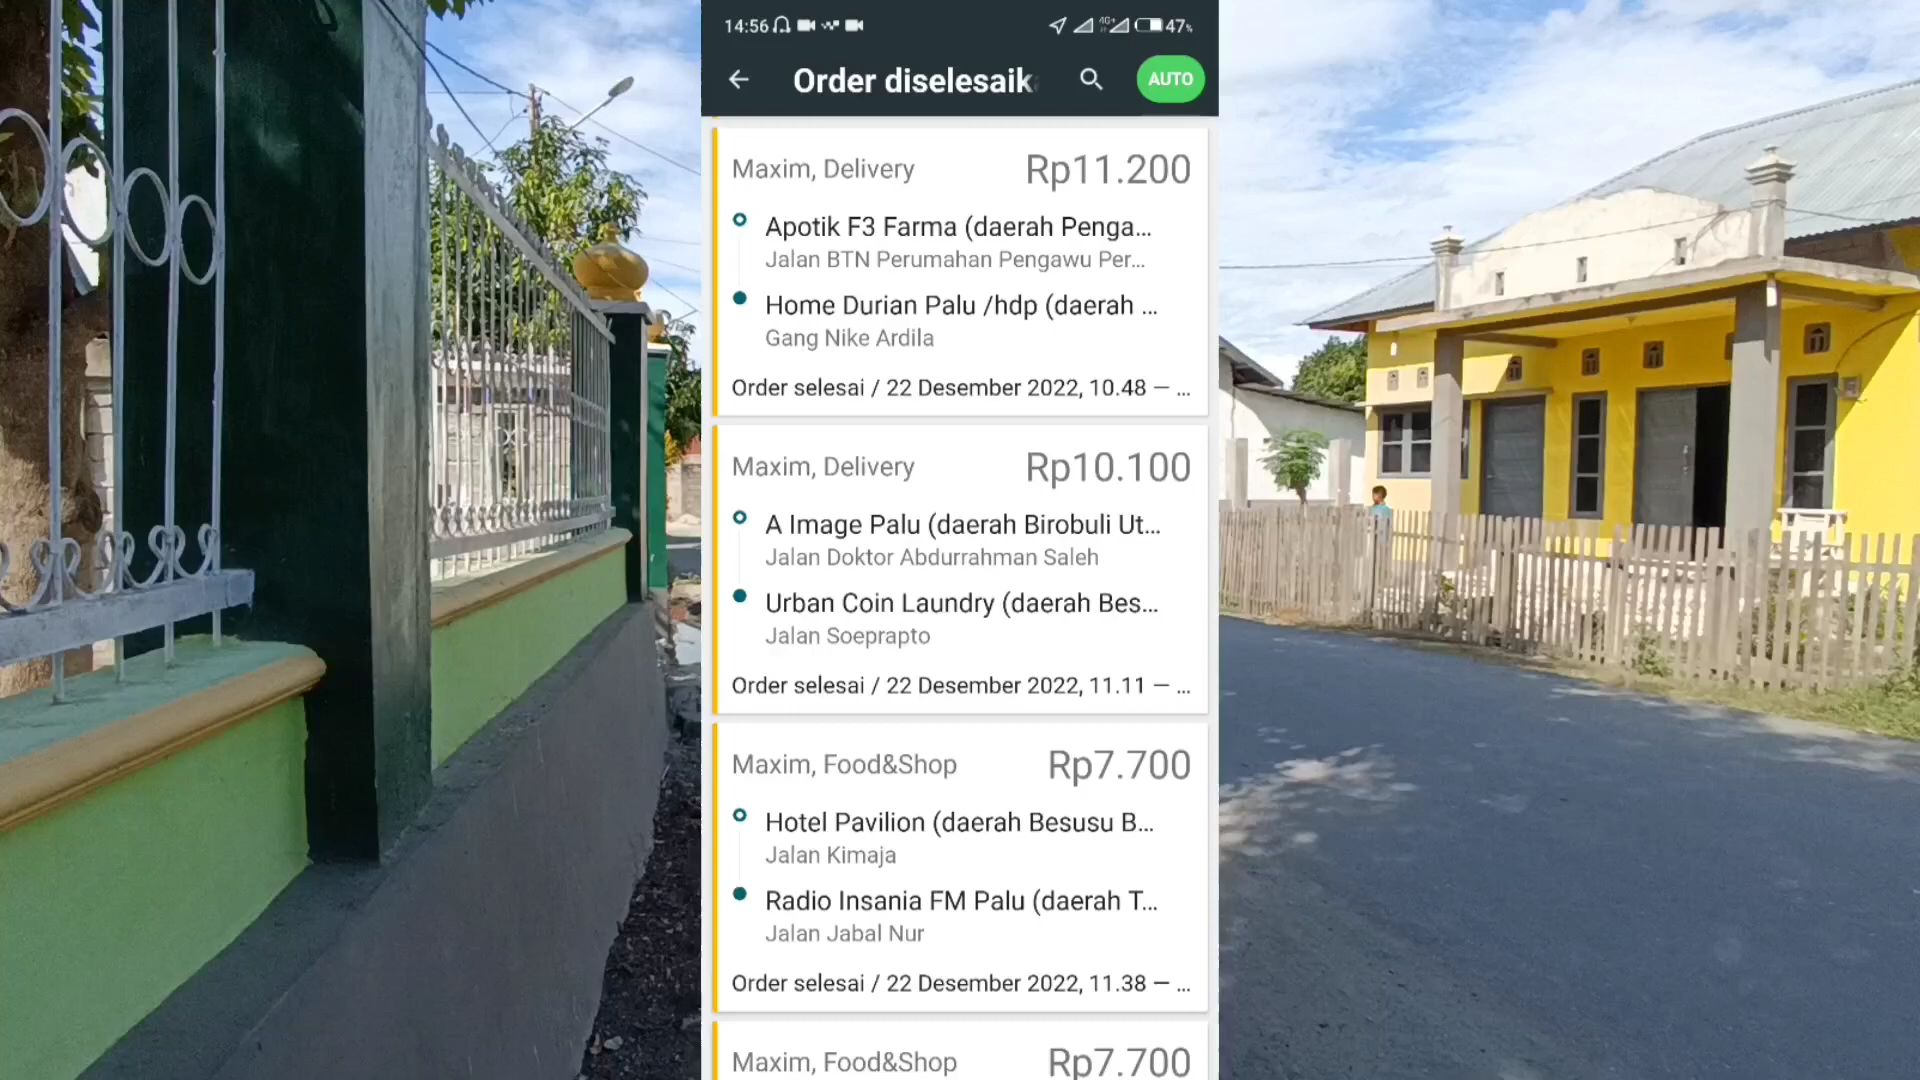 14:56 4G+ 47%
Order diselesaik
AUTO
Maxim, Delivery Rp11.200
Apotik F3 Farma (daerah Penga...
Jalan BTN Perumahan Pengawu Per...
Home Durian Palu /hdp (daerah ...
Gang Nike Ardila
Order selesai / 22 Desember 2022, 10.48 — ...
Maxim, Delivery Rp10.100
A Image Palu (daerah Birobuli Ut...
Jalan Doktor Abdurrahman Saleh
Urban Coin Laundry (daerah Bes...
Jalan Soeprapto
Order selesai / 22 Desember 2022, 11.11 — ...
Maxim, Food&Shop Rp7.700
Hotel Pavilion (daerah Besusu B...
Jalan Kimaja
Radio Insania FM Palu (daerah T...
Jalan Jabal Nur
Order selesai / 22 Desember 2022, 11.38 — ...
Maxim, Food&Shop Rp7.700